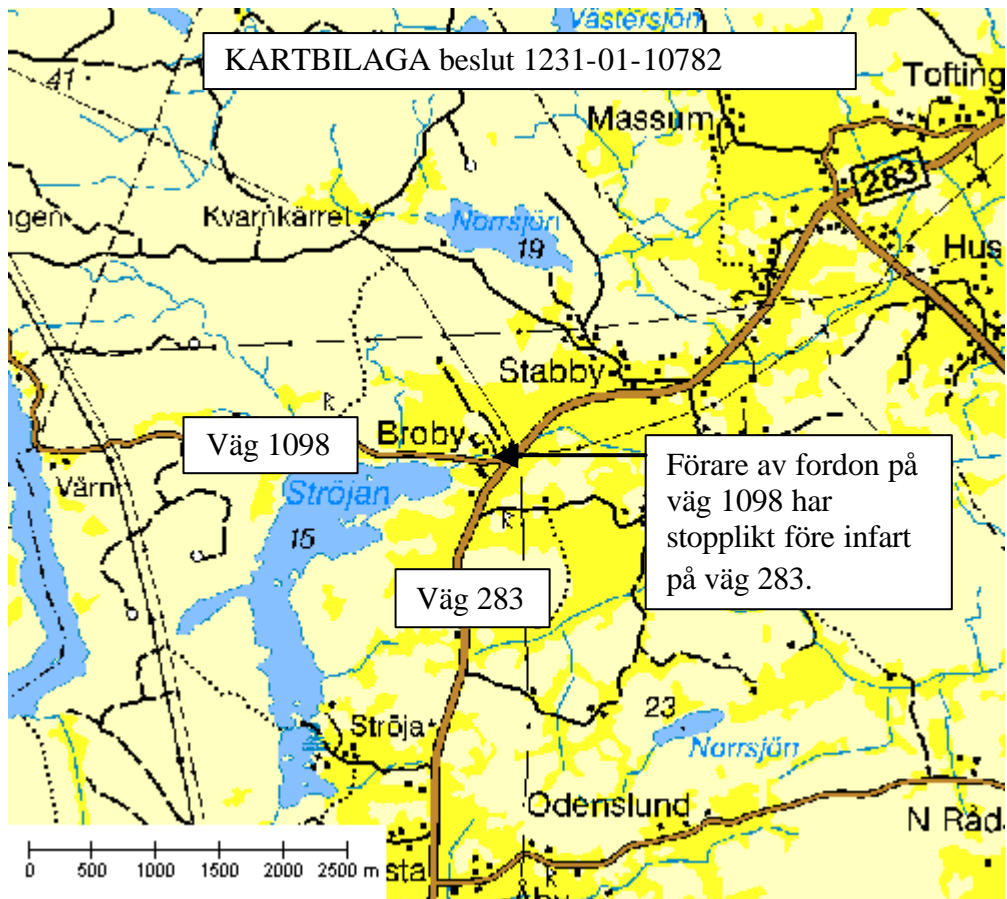 Västersjön
KARTBILAGA beslut 1231-01-10782
Tofting
41
Massum
283
ngen
Kvarnkärret
Norrsjön
19
Hus
Stabby
Väg 1098
Broby
Förare av fordon på
väg 1098 har
stopplikt före infart
på väg 283.
Värn
Ströjan
15
Väg 283
Ströja
23
Norrsjön
Odenslund
N Råd
0 500 1000 1500 2000 2500 m
sta
Åby